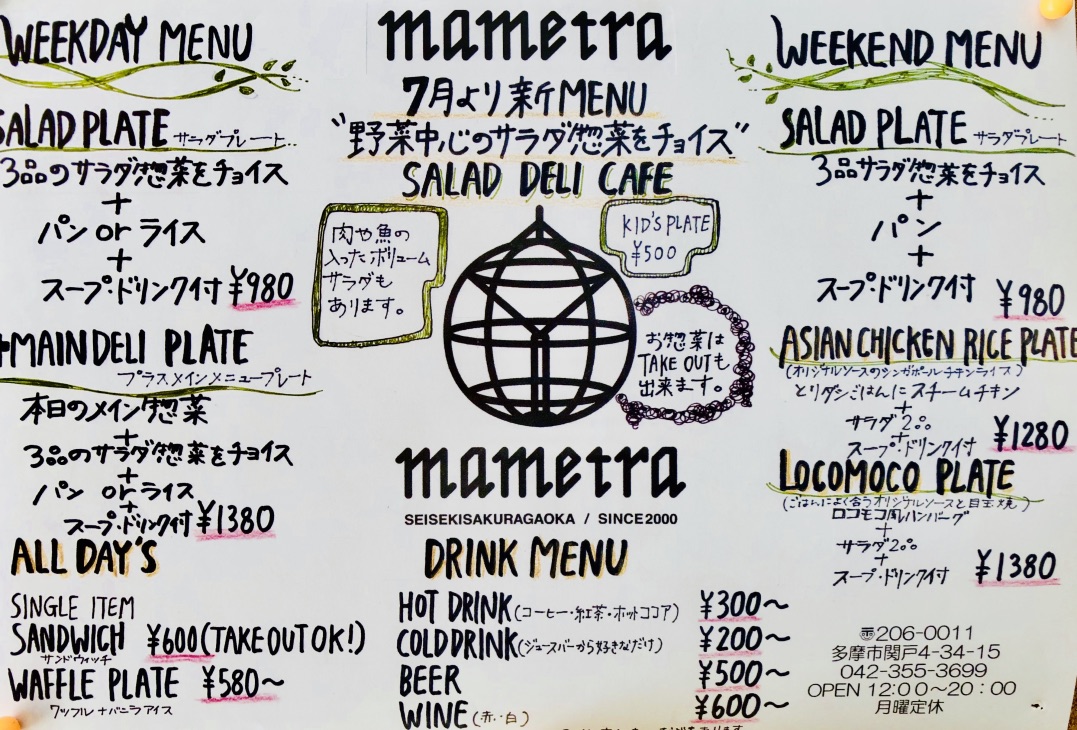 WEEKDAY MENU
SALAD PLATE サラダプレート
3品のサラダ惣菜をチョイス
+
パン or ライス
+
スープ・ドリンク付 ¥980
+MAIN DELI PLATE
プラスメインメニュープレート
本日のメイン惣菜
+
3品のサラダ惣菜をチョイス
+
パン or ライス
+
スープ・ドリンク付 ¥1380
ALL DAY'S
SINGLE ITEM
SANDWICH ¥600(TAKE OUT OK!)
サンドウィッチ
WAFFLE PLATE ¥580~
ワッフル+バニラアイス
mametra
7月より新MENU
"野菜中心のサラダ惣菜をチョイス"
SALAD DELI CAFE
肉や魚の
入ったボリューム
サラダも
あります。
KID'S PLATE
¥500
お惣菜は
TAKE OUTも
出来ます。
mametra
SEISEKISAKURAGAOKA / SINCE2000
DRINK MENU
HOT DRINK(コーヒー・紅茶・ホットココア) ¥300~
COLD DRINK(ジュースバーから好きなだけ) ¥200~
BEER ¥500~
WINE(赤・白) ¥600~
WEEKEND MENU
SALAD PLATE サラダプレート
3品サラダ惣菜をチョイス
+
パン
+
スープ・ドリンク付 ¥980
ASIAN CHICKEN RICE PLATE
(オリジナルソースのシンガポールチキンライス)
とりダシごはんにスチームチキン
+
サラダ2品
+
スープ・ドリンク付 ¥1280
LOCOMOCO PLATE
(ごはんによく合うオリジナルソースと目玉焼)
ロコモコ風ハンバーグ
+
サラダ2品
+
スープ・ドリンク付 ¥1380
〠206-0011
多摩市関戸4-34-15
042-355-3699
OPEN 12:00~20:00
月曜定休